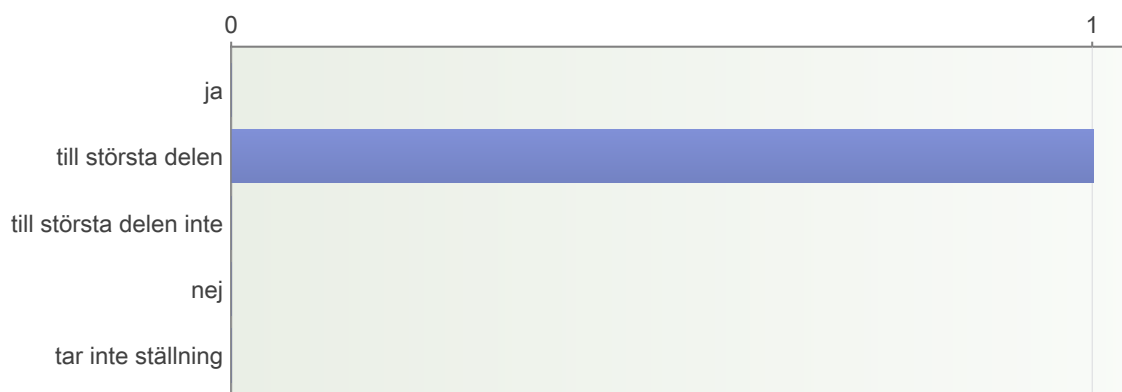 0 1
ja
till största delen
till största delen inte
nej
tar inte ställning